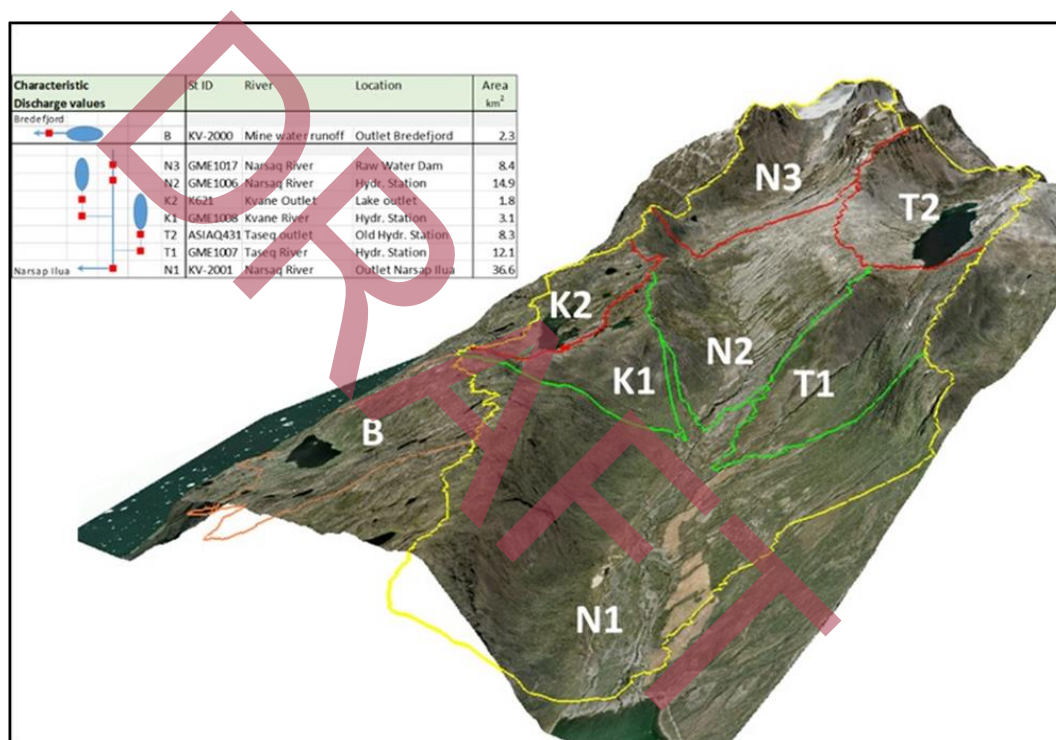 Characteristic St ID River Location Area
Discharge values km²
Bredefjord
B KV-2000 Mine water runoff Outlet Bredefjord 2.3
N3 GME1017 Narsaq River Raw Water Dam 8.4
N2 GME1006 Narsaq River Hydr. Station 14.9
K2 K621 Kvane Outlet Lake outlet 1.8
K1 GME1008 Kvane River Hydr. Station 3.1
T2 ASIAQ431 Taseq outlet Old Hydr. Station 8.3
T1 GME1007 Taseq River Hydr. Station 12.1
Narsap Ilua N1 KV-2001 Narsaq River Outlet Narsap Ilua 36.6
N3
T2
K2
N2
K1
T1
B
N1
DRAFT